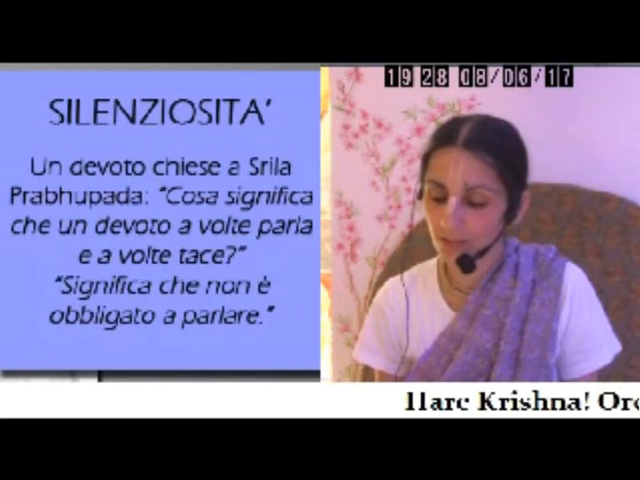 SILENZIOSITA'
Un devoto chiese a Srila
Prabhupada: "Cosa significa
che un devoto a volte parla
e a volte tace?"
"Significa che non è
obbligato a parlare."
19 28 08/06/17
Hare Krishna! Ore